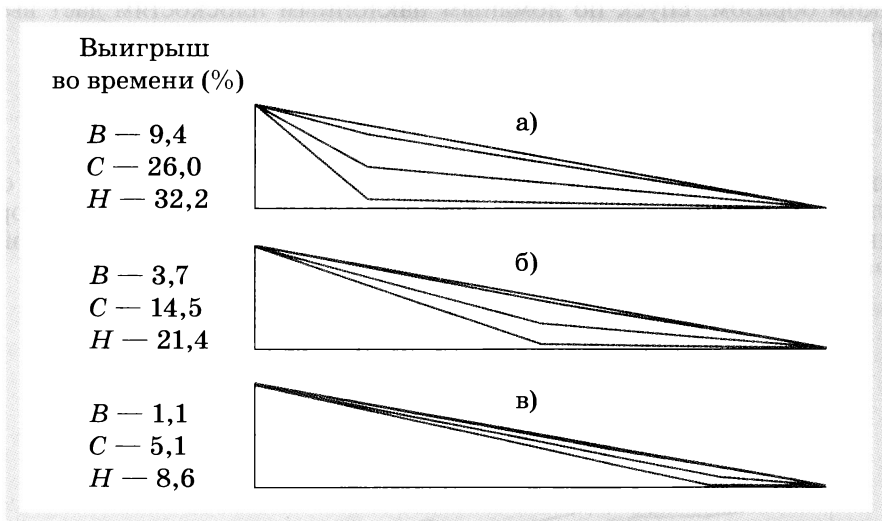 Выигрыш
во времени (%)
В — 9,4
С — 26,0
Н — 32,2
а)
В — 3,7
С — 14,5
Н — 21,4
б)
В — 1,1
С — 5,1
Н — 8,6
в)